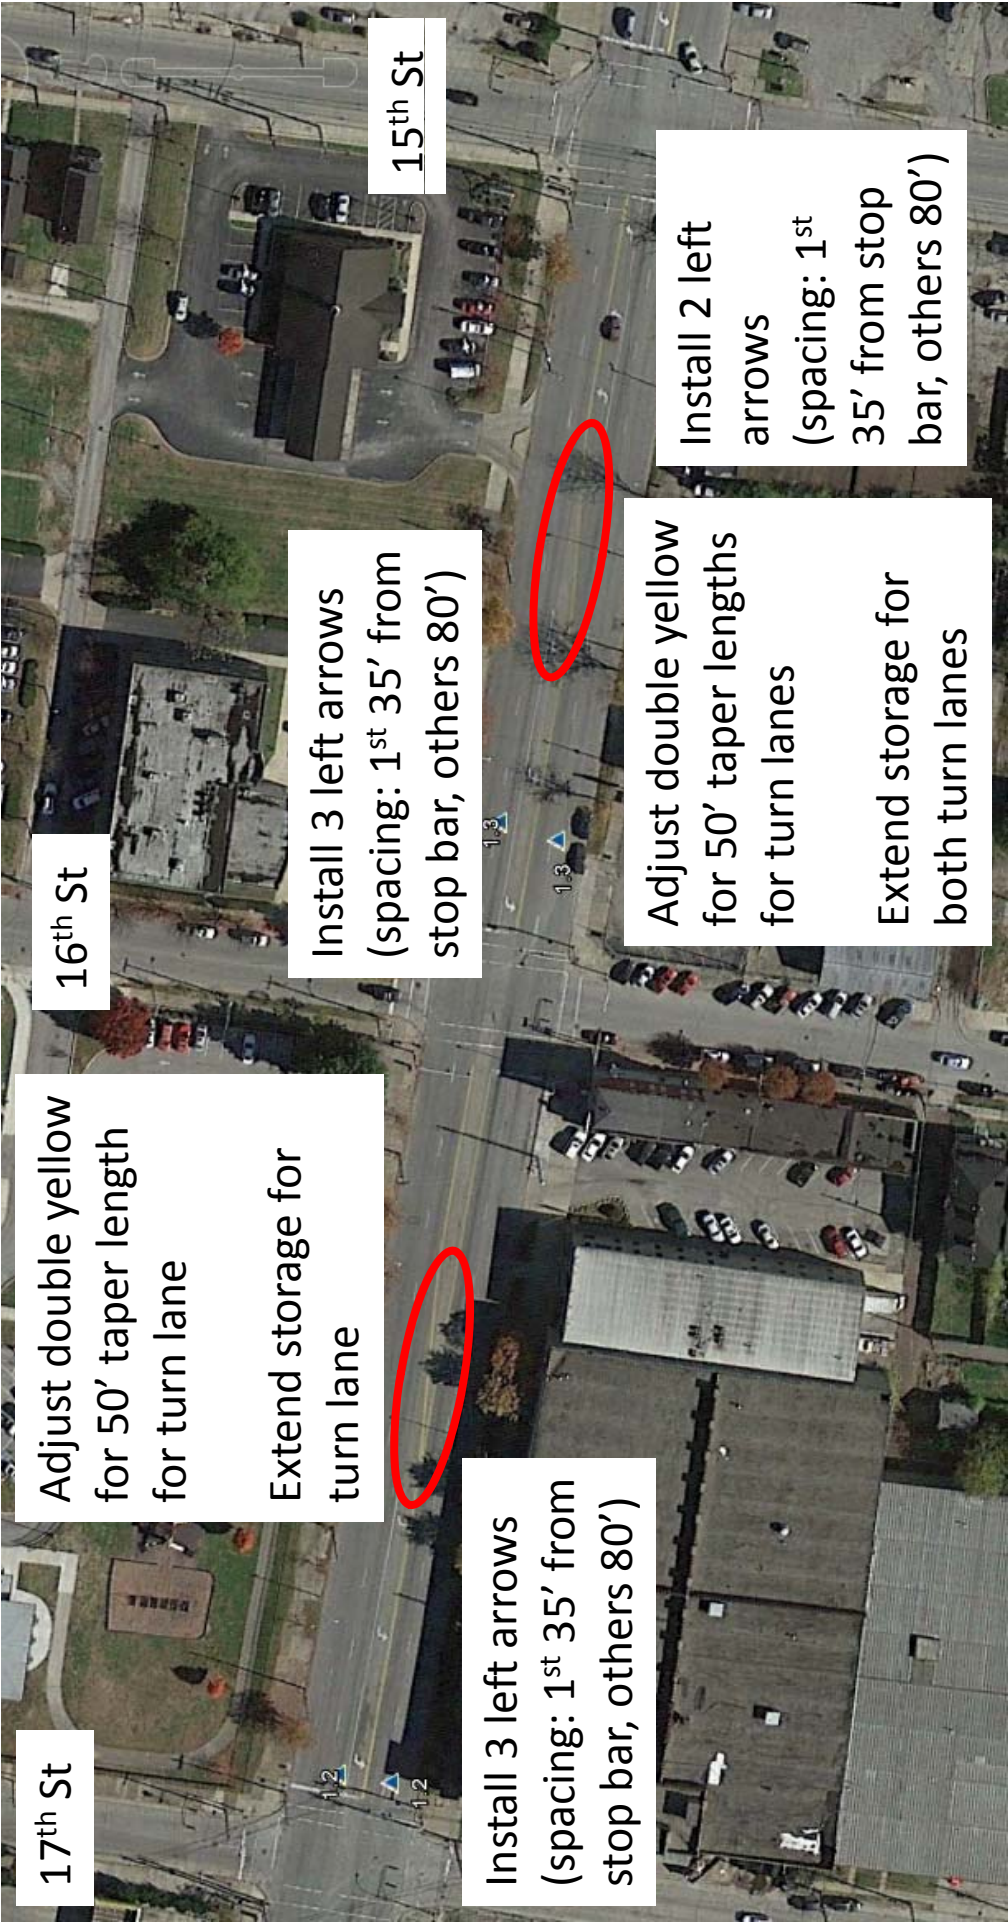 17th St
Adjust double yellow
for 50’ taper length
for turn lane
Extend storage for
turn lane
16th St
15th St
Install 3 left arrows
(spacing: 1st 35’ from
stop bar, others 80’)
Install 3 left arrows
(spacing: 1st 35’ from
stop bar, others 80’)
Adjust double yellow
for 50’ taper lengths
for turn lanes
Extend storage for
both turn lanes
Install 2 left
arrows
(spacing: 1st
35’ from stop
bar, others 80’)
1.2
1.2
1.3
1.3